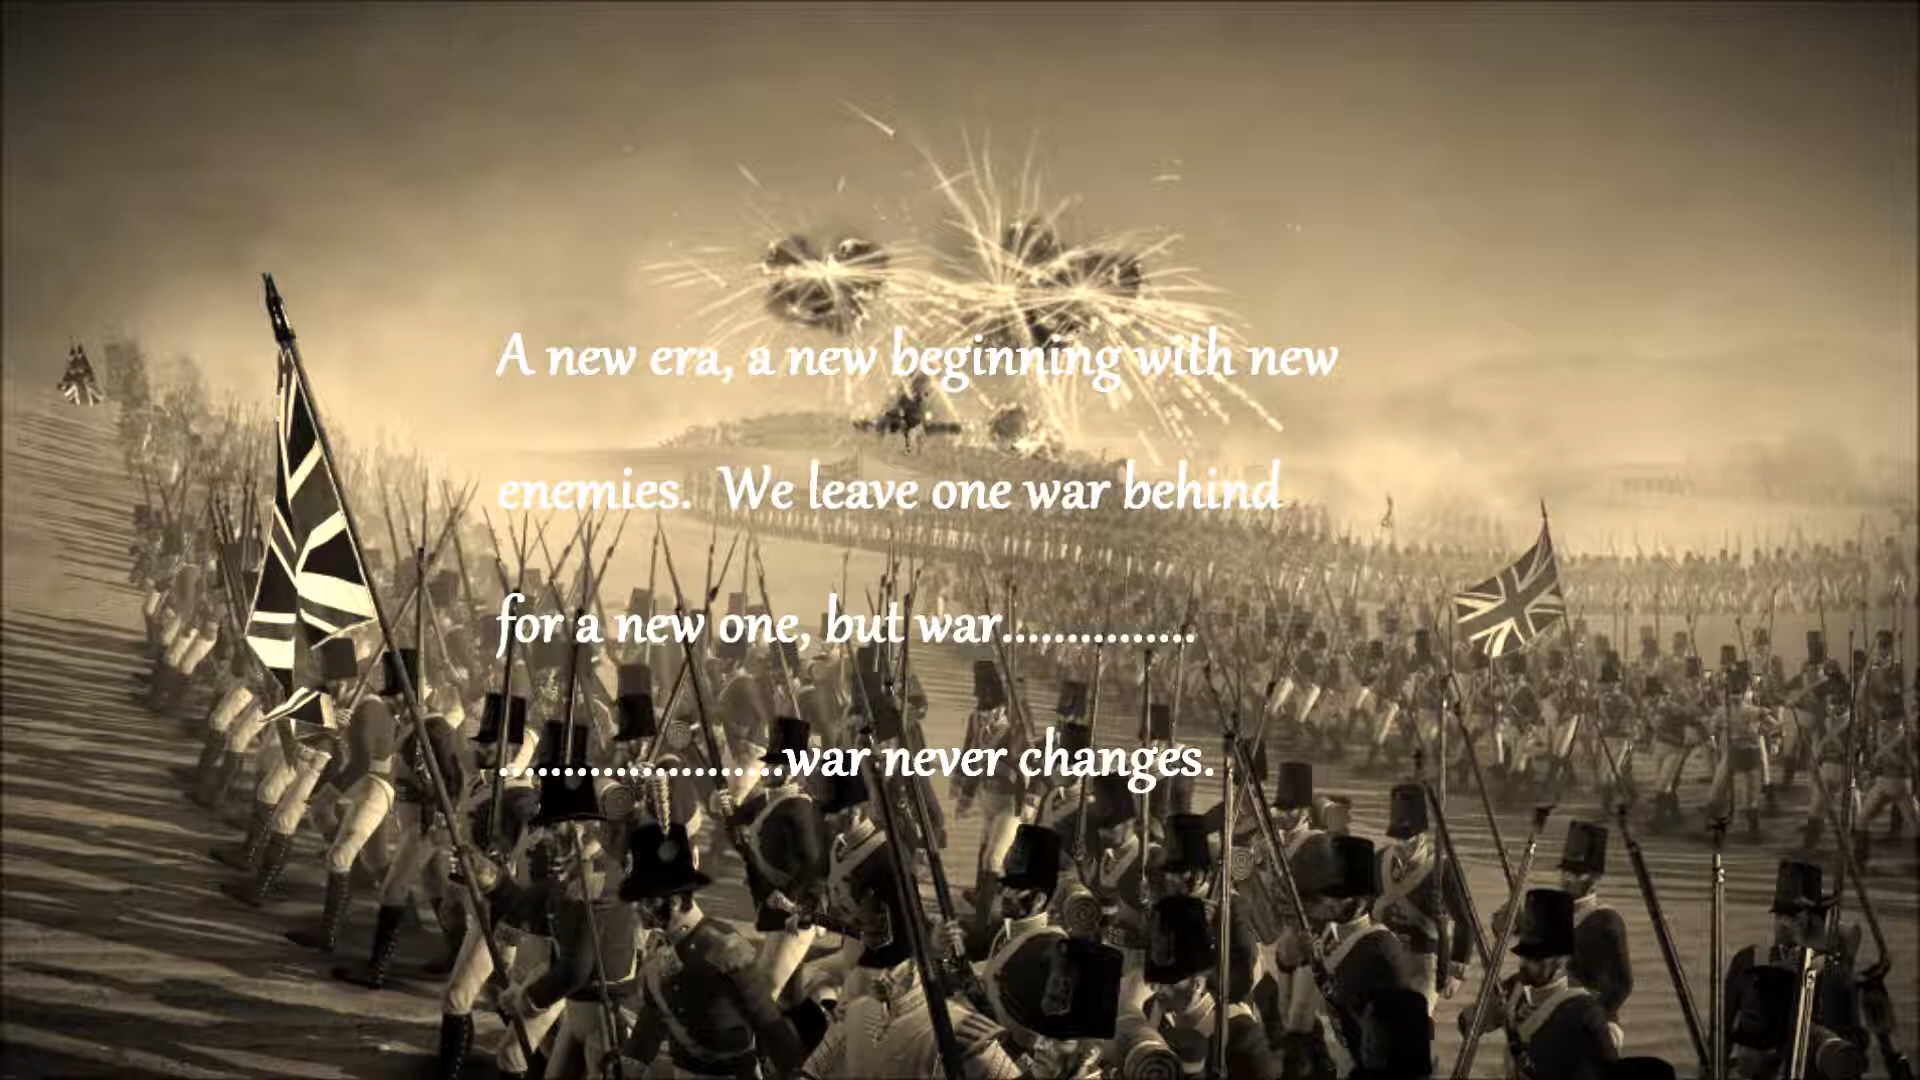 A new era, a new beginning with new
enemies.  We leave one war behind
for a new one, but war...............
......................war never changes.